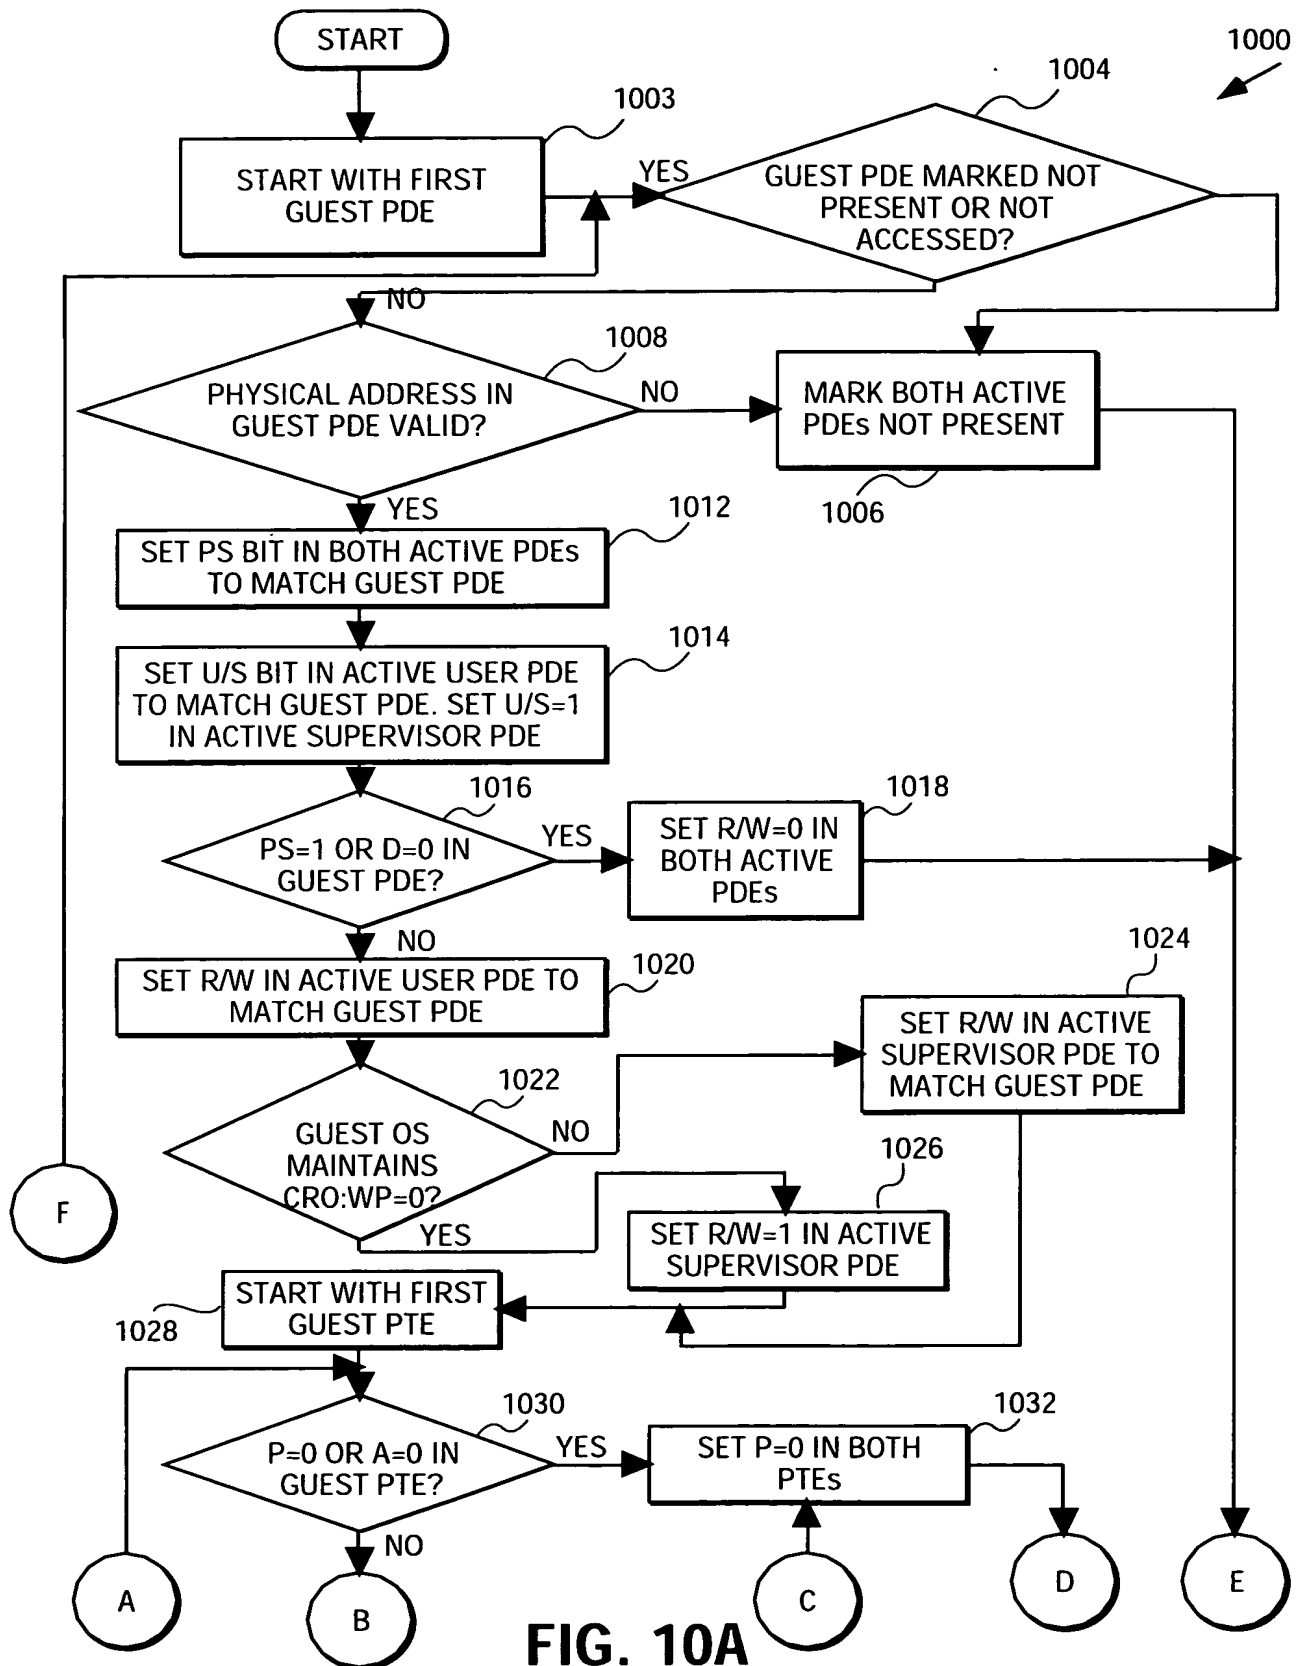 START
1000
1004
1003
START WITH FIRST
GUEST PDE
YES
GUEST PDE MARKED NOT
PRESENT OR NOT
ACCESSED?
NO
1008
PHYSICAL ADDRESS IN
GUEST PDE VALID?
NO
MARK BOTH ACTIVE
PDEs NOT PRESENT
1006
YES
1012
SET PS BIT IN BOTH ACTIVE PDEs
TO MATCH GUEST PDE
1014
SET U/S BIT IN ACTIVE USER PDE
TO MATCH GUEST PDE. SET U/S=1
IN ACTIVE SUPERVISOR PDE
1016
PS=1 OR D=0 IN
GUEST PDE?
YES
1018
SET R/W=0 IN
BOTH ACTIVE
PDEs
NO
1020
SET R/W IN ACTIVE USER PDE TO
MATCH GUEST PDE
1024
SET R/W IN ACTIVE
SUPERVISOR PDE TO
MATCH GUEST PDE
1022
GUEST OS
MAINTAINS
CRO:WP=0?
NO
YES
1026
SET R/W=1 IN ACTIVE
SUPERVISOR PDE
F
START WITH FIRST
GUEST PTE
1028
1030
P=0 OR A=0 IN
GUEST PTE?
YES
1032
SET P=0 IN BOTH
PTEs
NO
A
B
C
D
E
FIG. 10A